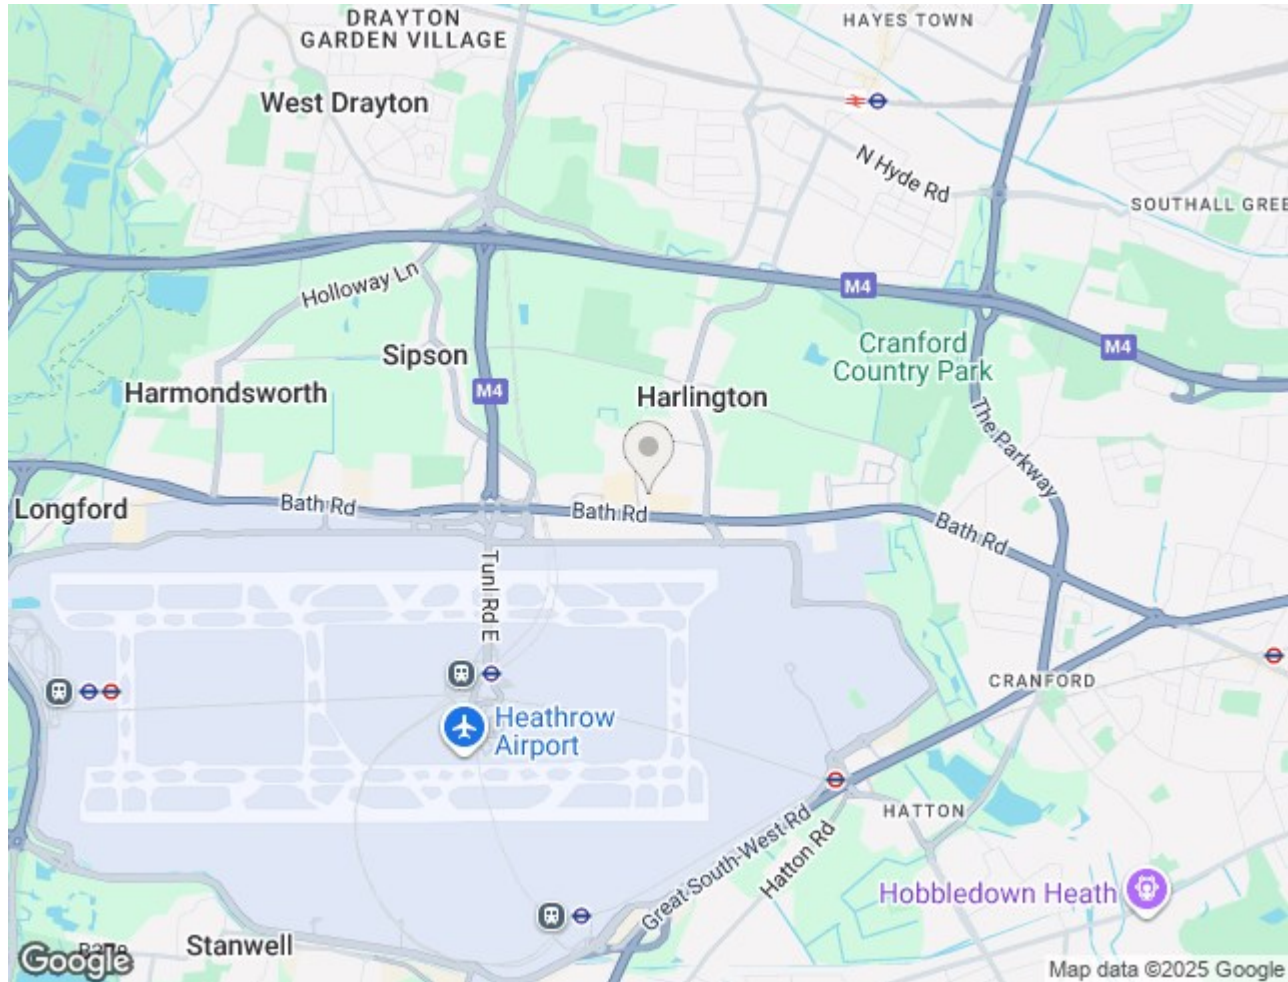 DRAYTON
GARDEN VILLAGE
HAYES TOWN
West Drayton
N Hyde Rd
SOUTHALL GREE
Holloway Ln
M4
Cranford
Country Park
M4
Sipson
Harmondsworth
M4
Harlington
The Parkway
Longford
Bath Rd
Bath Rd
Bath Rd
Tunl Rd E
CRANFORD
Heathrow
Airport
HATTON
Great South-West Rd
Hatton Rd
Hobbledown Heath
Stanwell
Google
Map data ©2025 Google